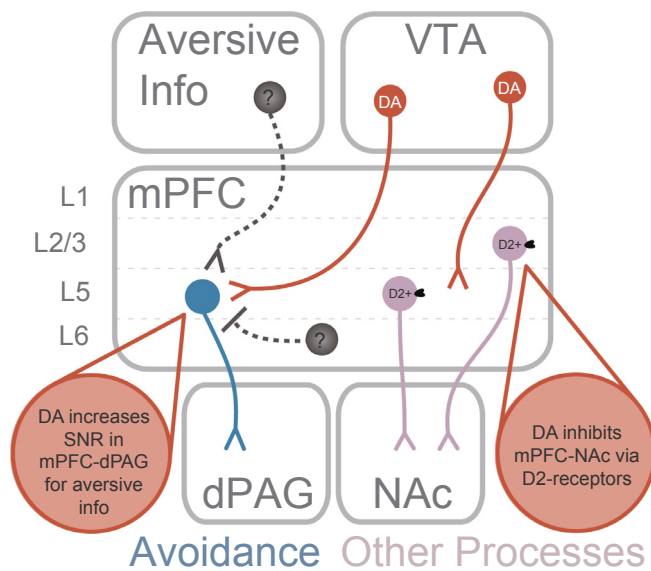 Aversive
Info
VTA
?
DA
DA
mPFC
L1
L2/3
L5
L6
D2+
D2+
?
DA increases
SNR in
mPFC-dPAG
for aversive
info
DA inhibits
mPFC-NAc via
D2-receptors
dPAG
NAc
Avoidance Other Processes